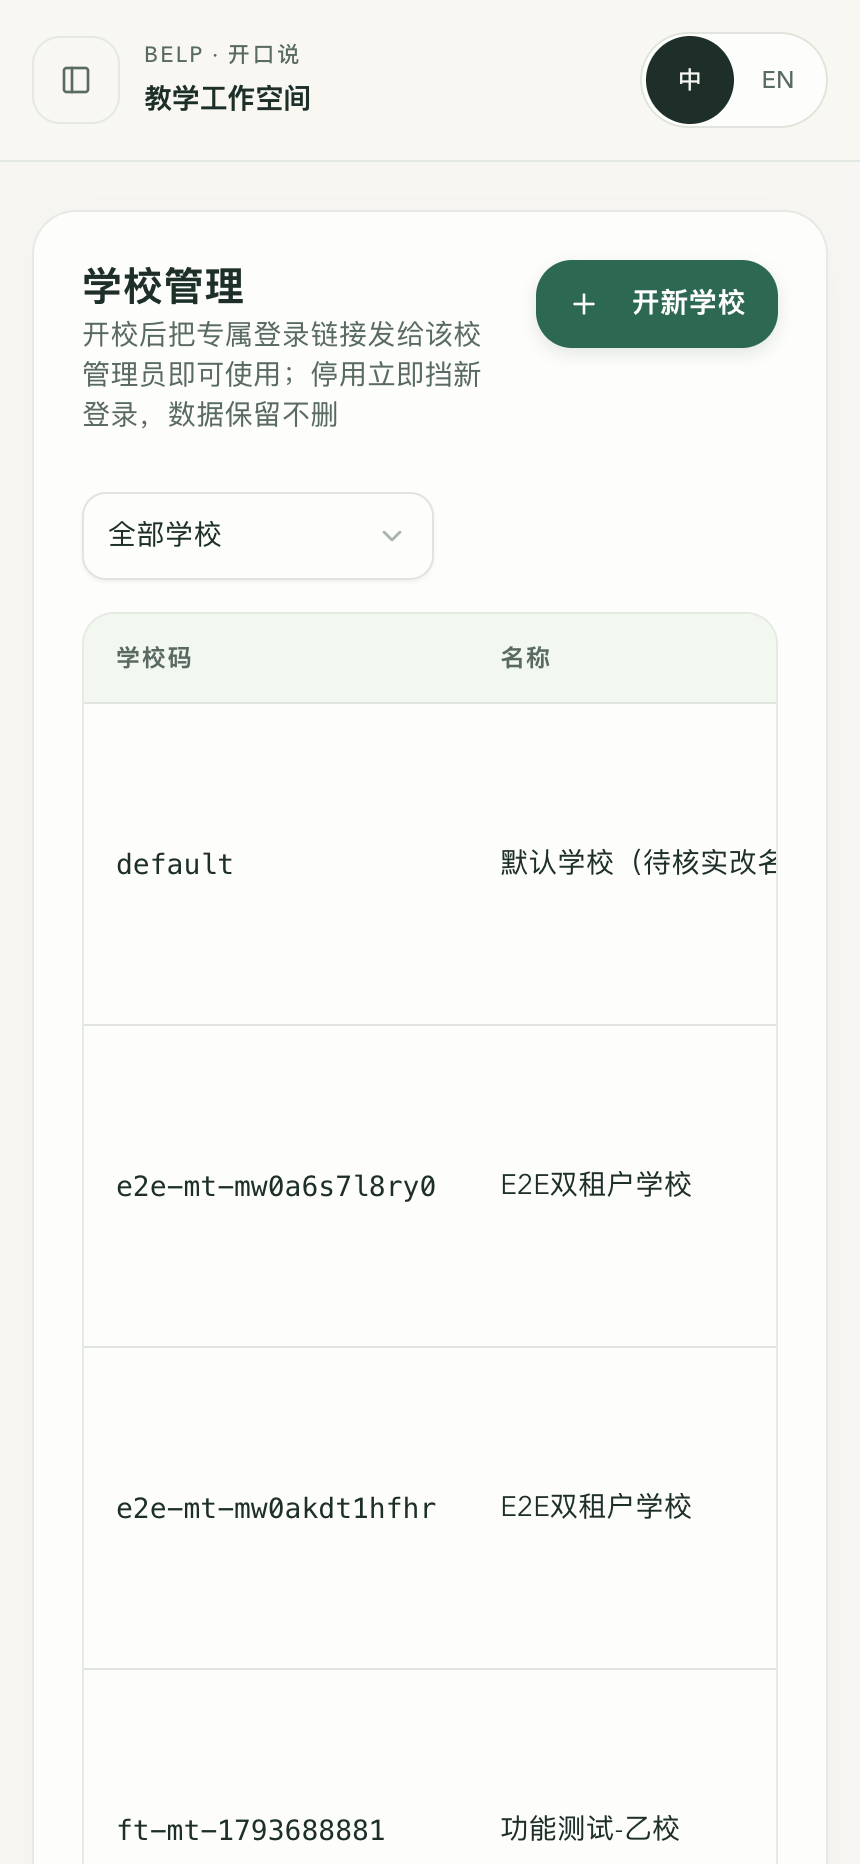 BELP · 开口说
教学工作空间
中
EN
学校管理
开新学校
开校后把专属登录链接发给该校
管理员即可使用；停用立即挡新
登录，数据保留不删
全部学校
学校码
名称
default
默认学校（待核实改名
e2e-mt-mw0a6s7l8ry0
E2E双租户学校
e2e-mt-mw0akdt1hfhr
E2E双租户学校
ft-mt-1793688881
功能测试-乙校